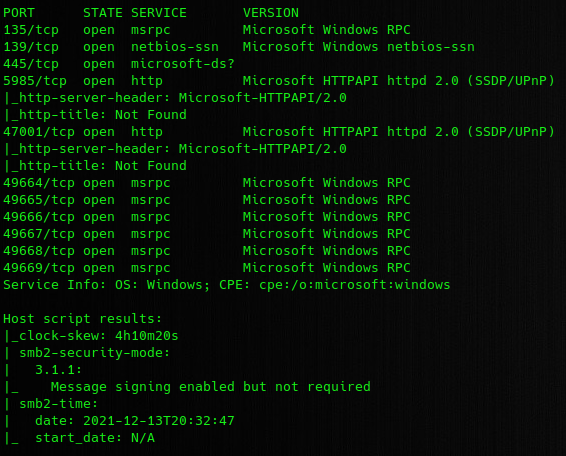 PORT      STATE SERVICE       VERSION
135/tcp   open  msrpc         Microsoft Windows RPC
139/tcp   open  netbios-ssn   Microsoft Windows netbios-ssn
445/tcp   open  microsoft-ds?
5985/tcp  open  http          Microsoft HTTPAPI httpd 2.0 (SSDP/UPnP)
|_http-server-header: Microsoft-HTTPAPI/2.0
|_http-title: Not Found
47001/tcp open  http          Microsoft HTTPAPI httpd 2.0 (SSDP/UPnP)
|_http-server-header: Microsoft-HTTPAPI/2.0
|_http-title: Not Found
49664/tcp open  msrpc         Microsoft Windows RPC
49665/tcp open  msrpc         Microsoft Windows RPC
49666/tcp open  msrpc         Microsoft Windows RPC
49667/tcp open  msrpc         Microsoft Windows RPC
49668/tcp open  msrpc         Microsoft Windows RPC
49669/tcp open  msrpc         Microsoft Windows RPC
Service Info: OS: Windows; CPE: cpe:/o:microsoft:windows

Host script results:
|_clock-skew: 4h10m20s
| smb2-security-mode:
|   3.1.1:
|_    Message signing enabled but not required
| smb2-time:
|   date: 2021-12-13T20:32:47
|_  start_date: N/A